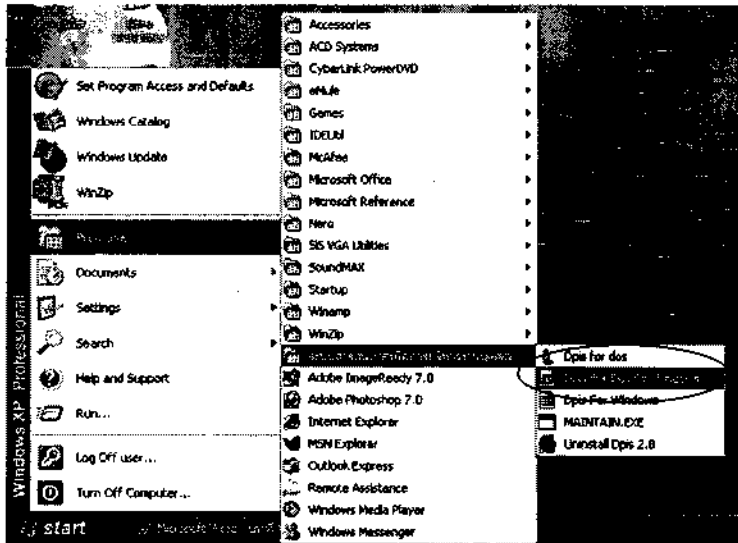 Set Program Access and Defaults
Windows Catalog
Windows Update
WinZip
Programs
Documents
Settings
Search
Help and Support
Run...
Log Off user...
Turn Off Computer...
Windows XP Professional
start
Accessories
ACD Systems
CyberLink PowerDVD
eMule
Games
IDEUtil
McAfee
Microsoft Office
Microsoft Reference
Nero
SiS VGA Utilities
SoundMAX
Startup
Winamp
WinZip
Adobe ImageReady 7.0
Adobe Photoshop 7.0
Internet Explorer
MSN Explorer
Outlook Express
Remote Assistance
Windows Media Player
Windows Messenger
Dpis for dos
Dpis For Windows
MAINTAIN.EXE
Uninstall Dpis 2.0